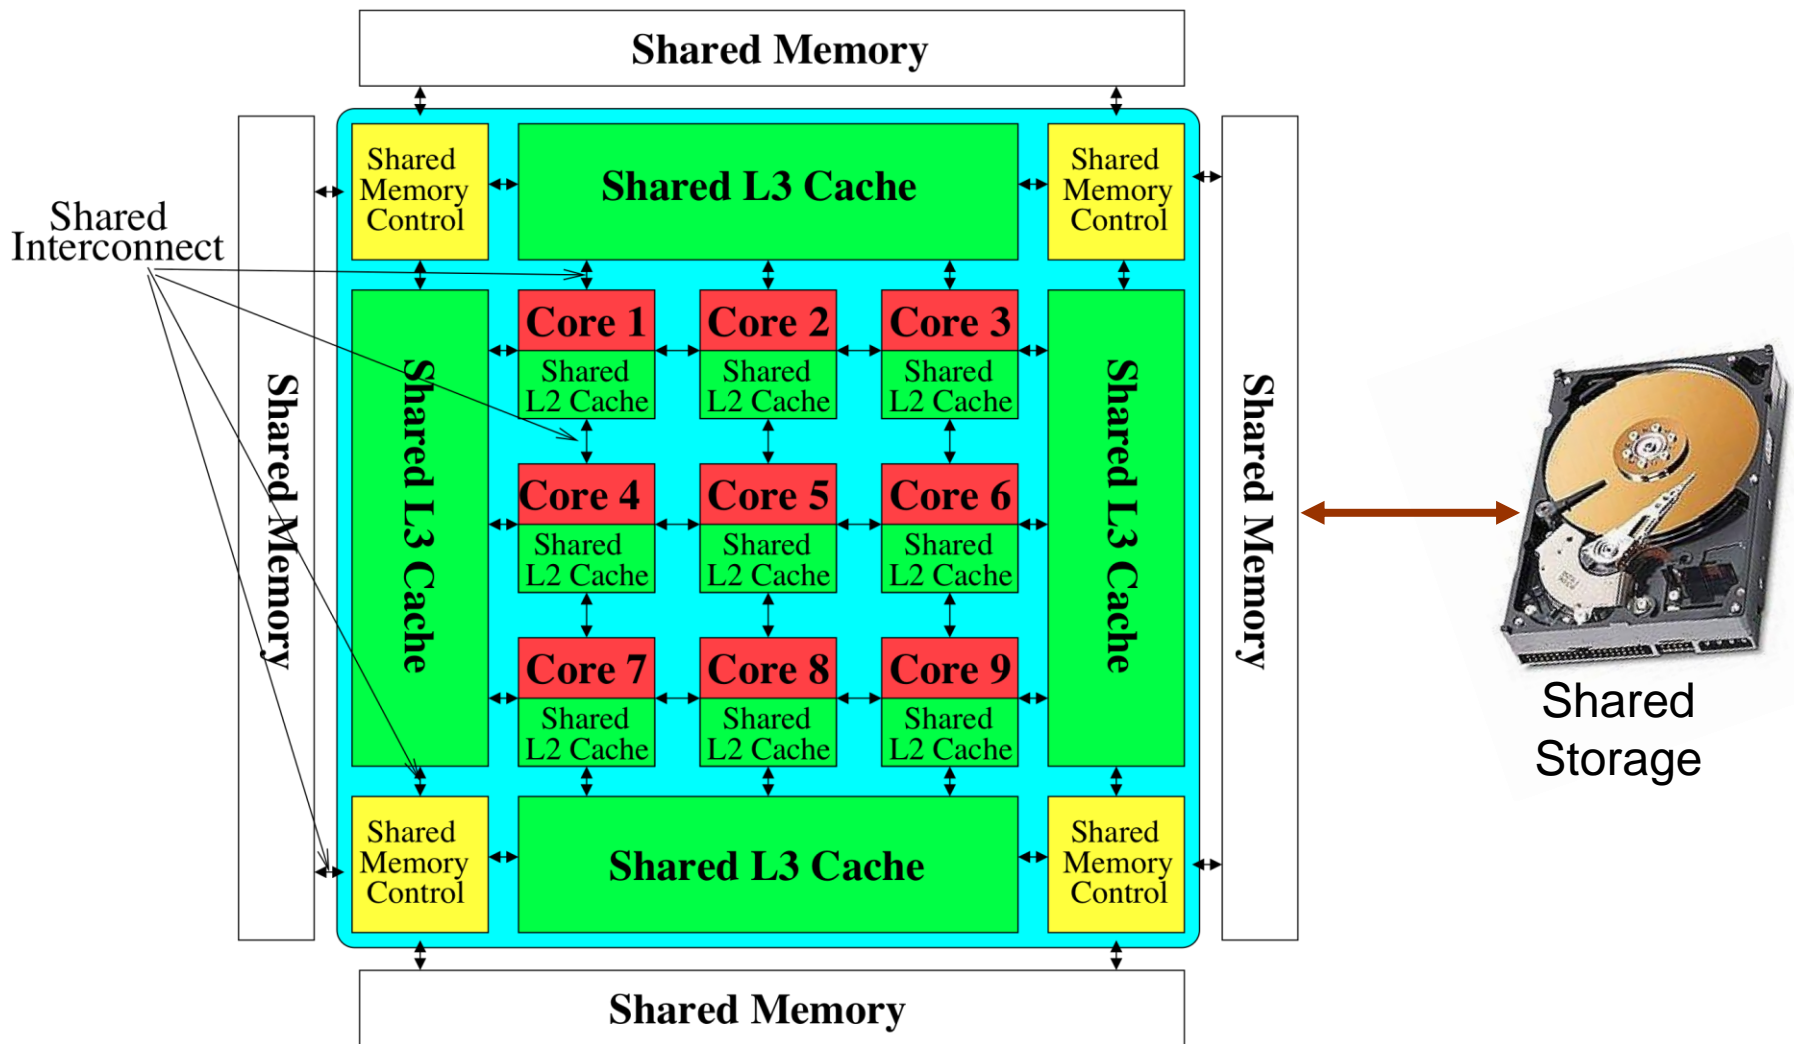 Shared Memory
Shared
Memory
Control
Shared L3 Cache
Shared
Memory
Control
Shared
Interconnect
Shared Memory
Shared L3 Cache
Core 1
Shared
L2 Cache
Core 2
Shared
L2 Cache
Core 3
Shared
L2 Cache
Core 4
Shared
L2 Cache
Core 5
Shared
L2 Cache
Core 6
Shared
L2 Cache
Core 7
Shared
L2 Cache
Core 8
Shared
L2 Cache
Core 9
Shared
L2 Cache
Shared L3 Cache
Shared Memory
Shared
Storage
Shared
Memory
Control
Shared L3 Cache
Shared
Memory
Control
Shared Memory